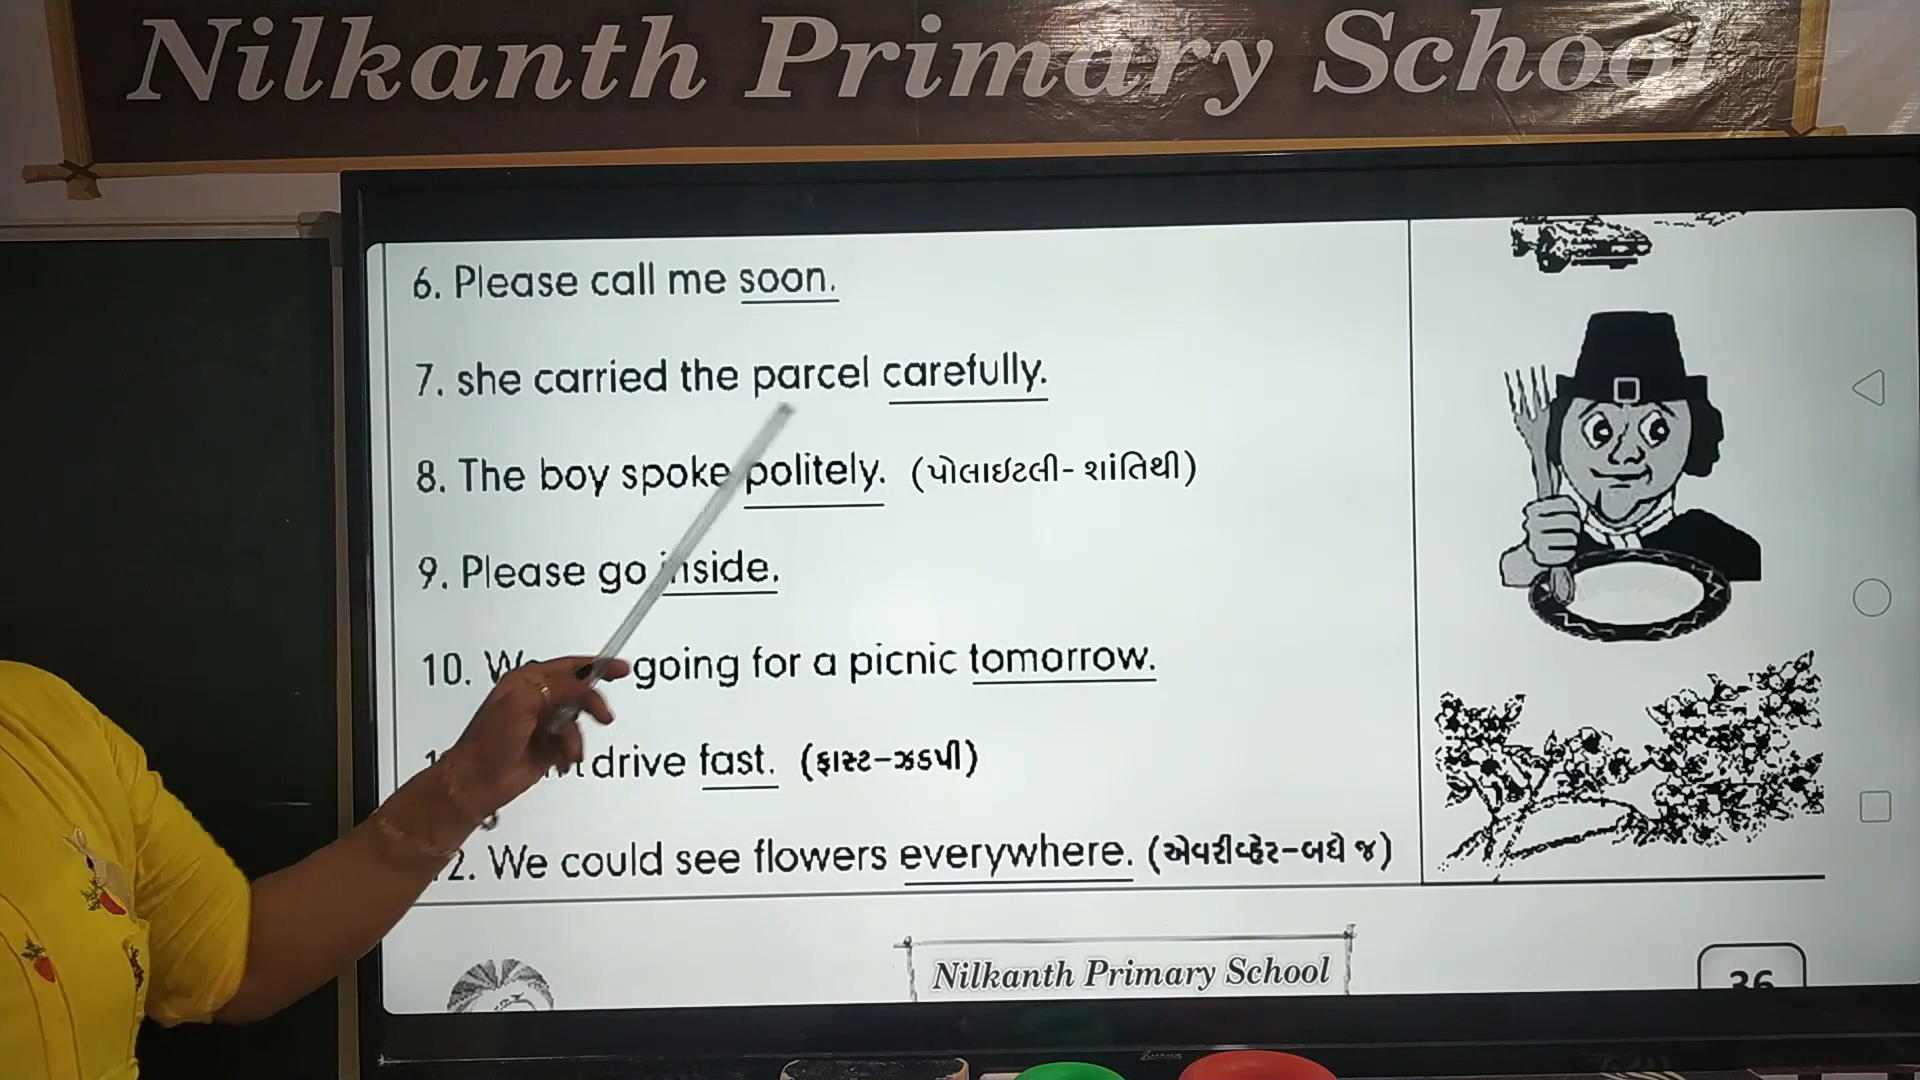 Nilkanth Primary School
6. Please call me soon.
7. she carried the parcel carefully.
8. The boy spoke politely. (પોલાઇટલી- શાંતિથી)
9. Please go inside.
10. going for a picnic tomorrow.
drive fast. (ફાસ્ટ-ઝડપી)
2. We could see flowers everywhere. (એવરીવ્હેર-બધે જ)
Nilkanth Primary School
36